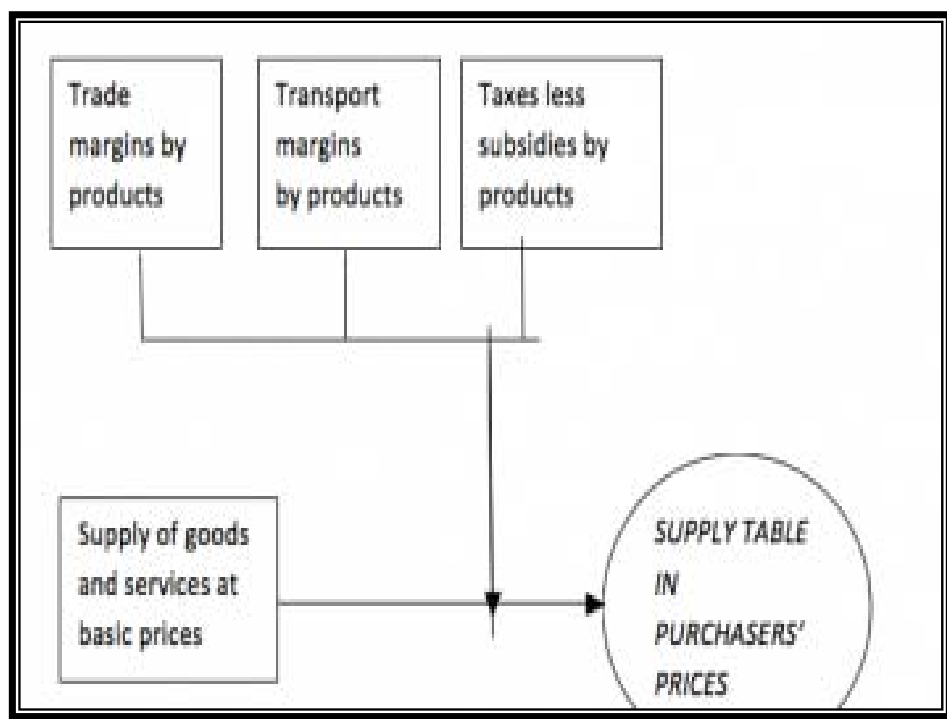 Trade
margins by
products
Transport
margins
by products
Taxes less
subsidies by
products
Supply of goods
and services at
basic prices
SUPPLY TABLE
IN
PURCHASERS'
PRICES